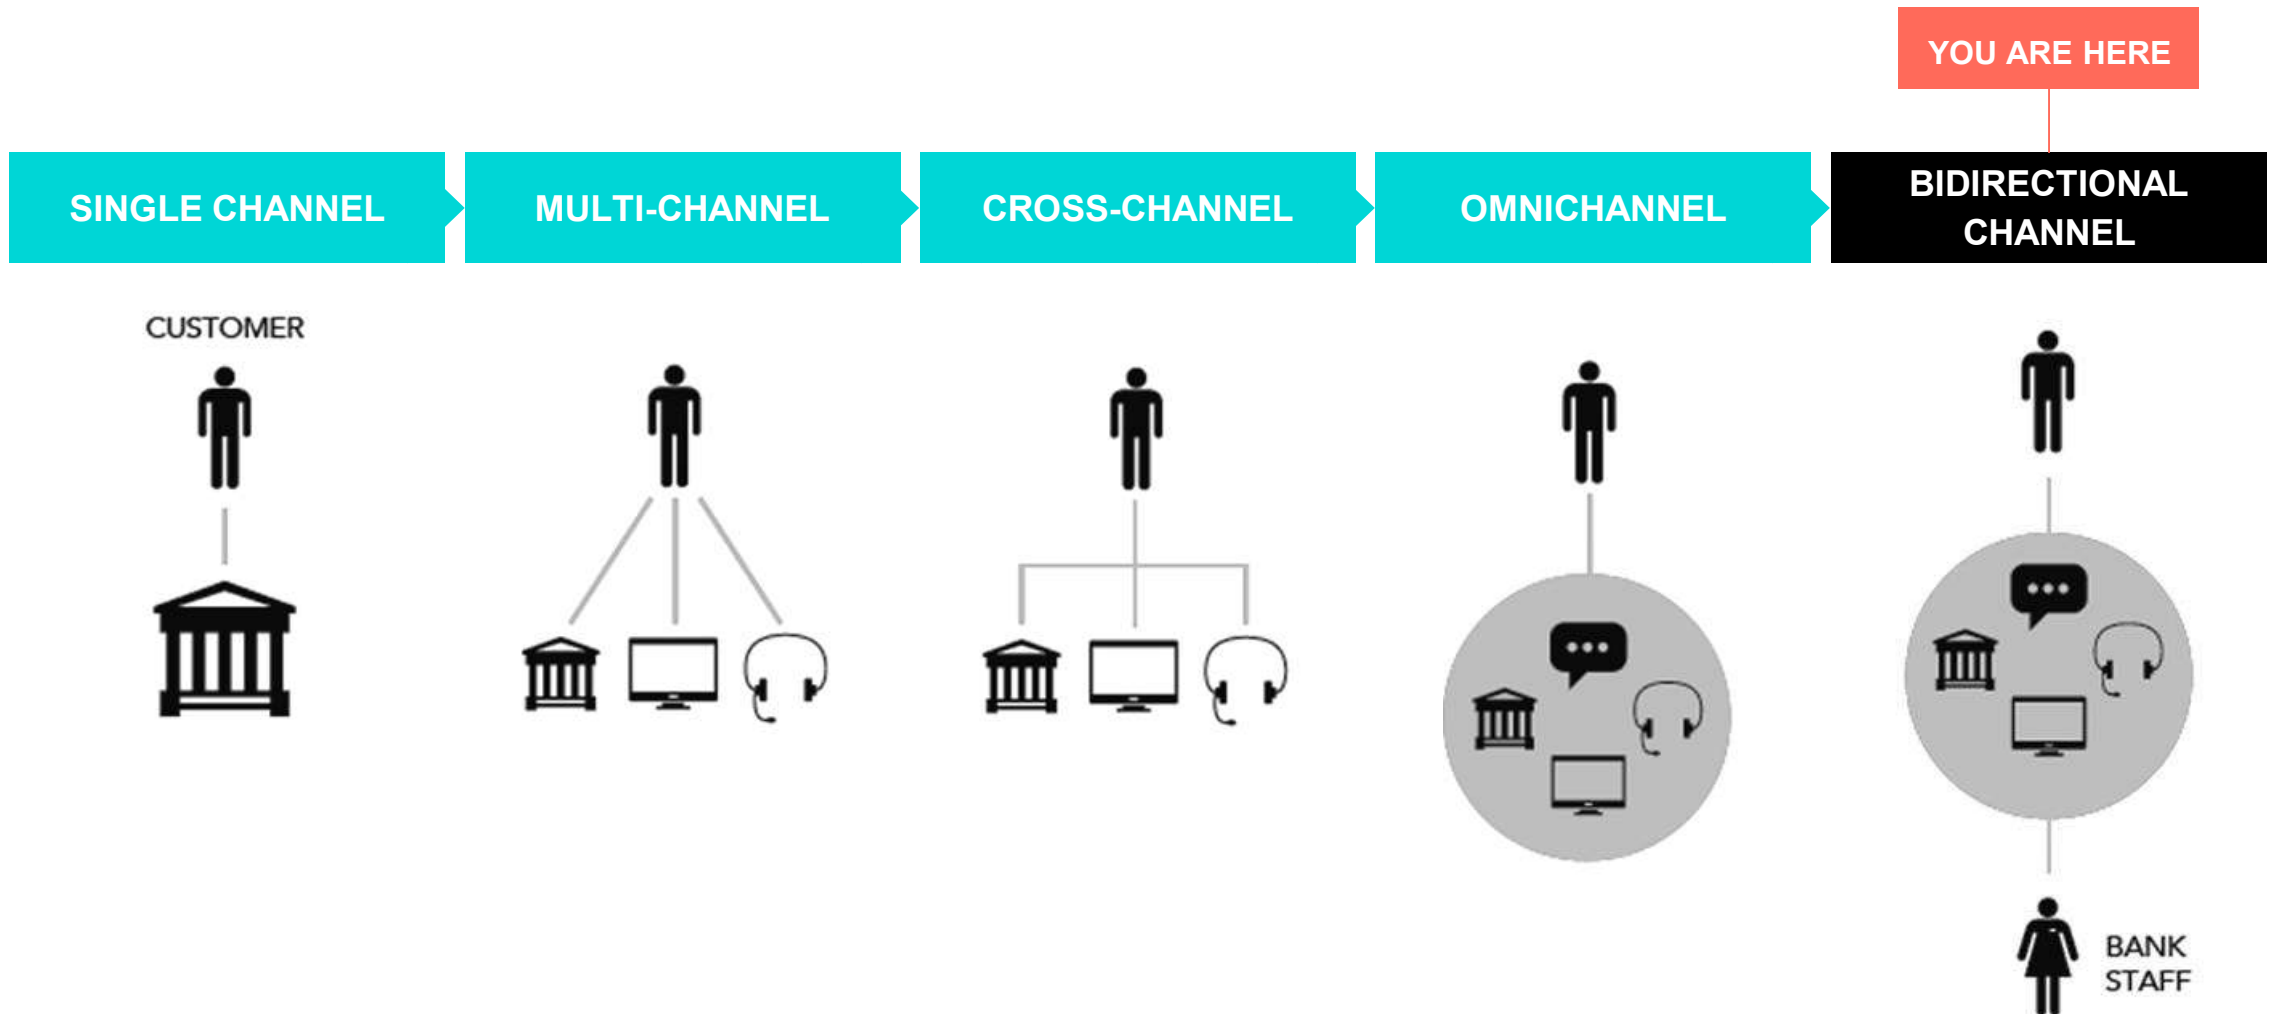 YOU ARE HERE
SINGLE CHANNEL
MULTI-CHANNEL
CROSS-CHANNEL
OMNICHANNEL
BIDIRECTIONAL
CHANNEL
CUSTOMER
BANK
STAFF